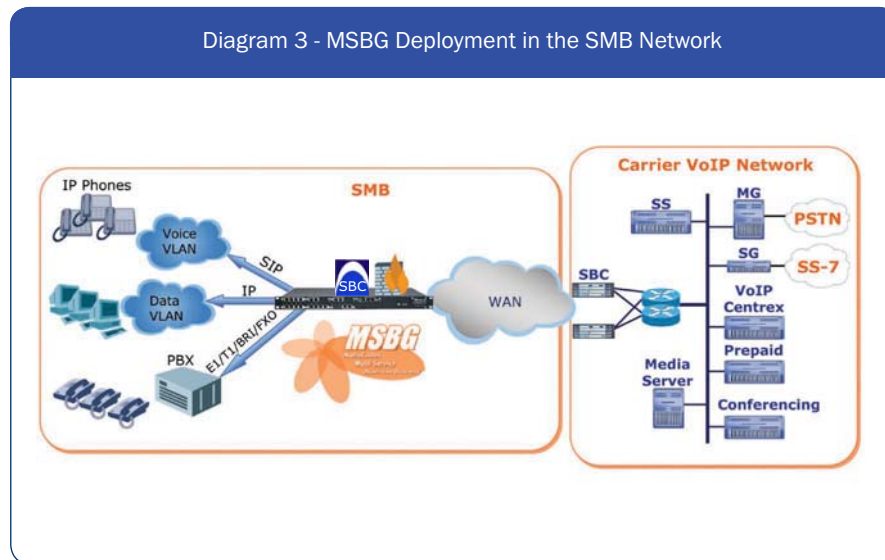 Diagram 3 - MSBG Deployment in the SMB Network
IP Phones
SMB
Voice
VLAN
SIP
SBC
IP
Data
VLAN
WAN
E1/T1/BRI/FXO
PBX
MSBG
Carrier VoIP Network
SS
MG
PSTN
SG
SS-7
SBC
VoIP
Centrex
Prepaid
Media
Server
Conferencing